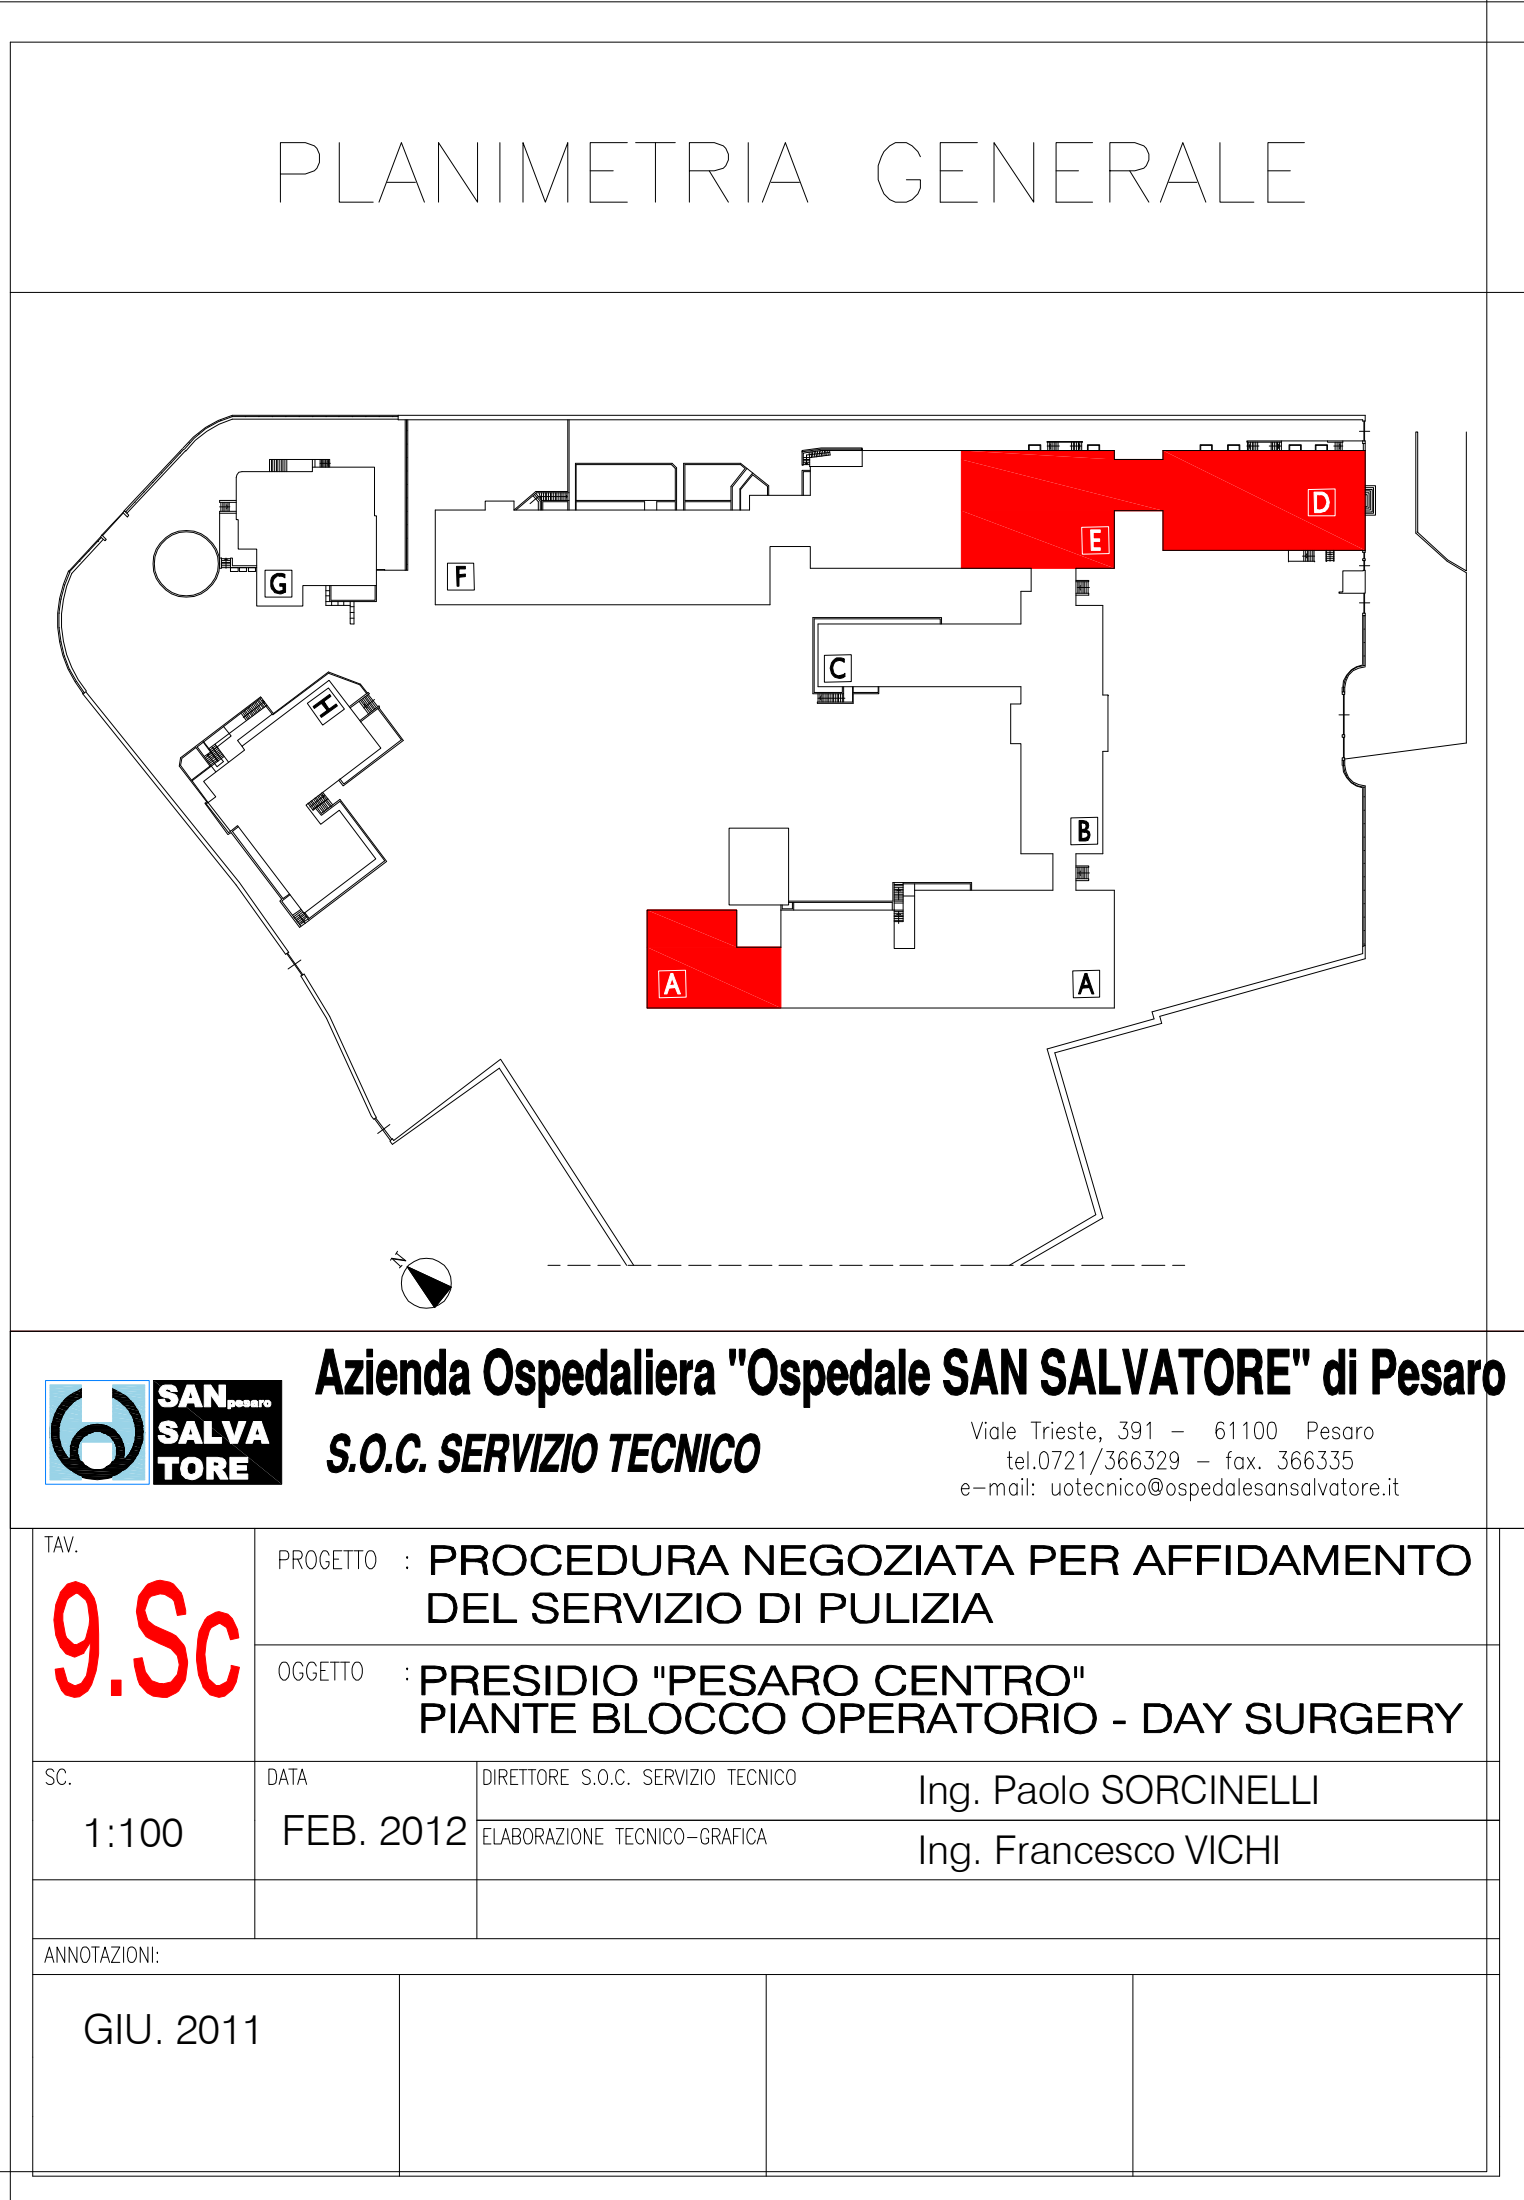 PLANIMETRIA GENERALE
D
E
G
F
C
H
B
A
A
N
Azienda Ospedaliera "Ospedale SAN SALVATORE" di Pesaro
SAN pesaro
SALVA
TORE
S.O.C. SERVIZIO TECNICO
Viale Trieste, 391 – 61100 Pesaro
tel.0721/366329 – fax. 366335
e-mail: uotecnico@ospedalesansalvatore.it
TAV.
9.Sc
PROGETTO : PROCEDURA NEGOZIATA PER AFFIDAMENTO
DEL SERVIZIO DI PULIZIA
OGGETTO : PRESIDIO "PESARO CENTRO"
PIANTE BLOCCO OPERATORIO - DAY SURGERY
SC.
1:100
DATA
FEB. 2012
DIRETTORE S.O.C. SERVIZIO TECNICO Ing. Paolo SORCINELLI
ELABORAZIONE TECNICO-GRAFICA Ing. Francesco VICHI
ANNOTAZIONI:
GIU. 2011